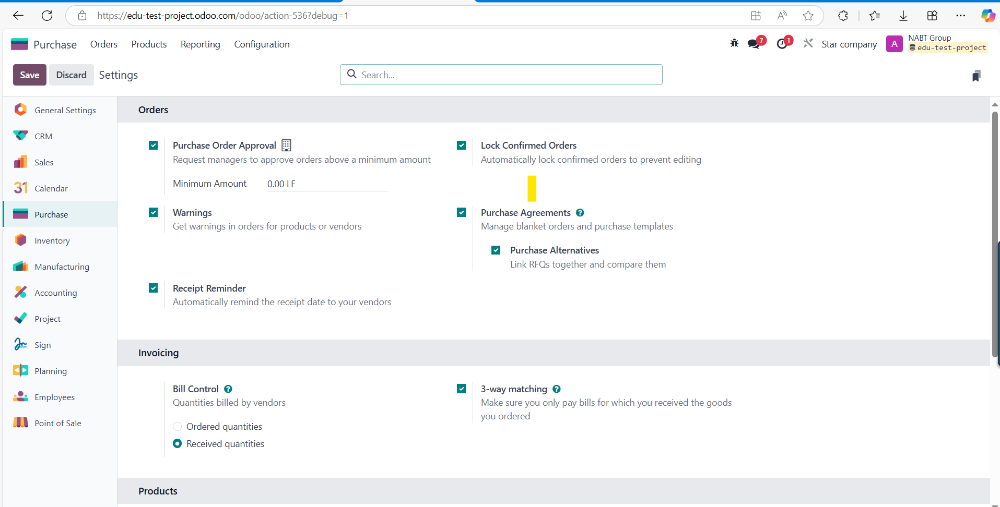 https://edu-test-project.odoo.com/odoo/action-536?debug=1
Purchase Orders Products Reporting Configuration 7 1 Star company A NABT Group
edu-test-project
Save Discard Settings Search...
General Settings
CRM
Sales
31 Calendar
Purchase
Inventory
Manufacturing
Accounting
Project
Sign
Planning
Employees
Point of Sale
Orders
Purchase Order Approval
Request managers to approve orders above a minimum amount
Minimum Amount 0.00 LE
Lock Confirmed Orders
Automatically lock confirmed orders to prevent editing
Warnings
Get warnings in orders for products or vendors
Purchase Agreements ?
Manage blanket orders and purchase templates
Purchase Alternatives
Link RFQs together and compare them
Receipt Reminder
Automatically remind the receipt date to your vendors
Invoicing
Bill Control ?
Quantities billed by vendors
Ordered quantities
Received quantities
3-way matching ?
Make sure you only pay bills for which you received the goods
you ordered
Products